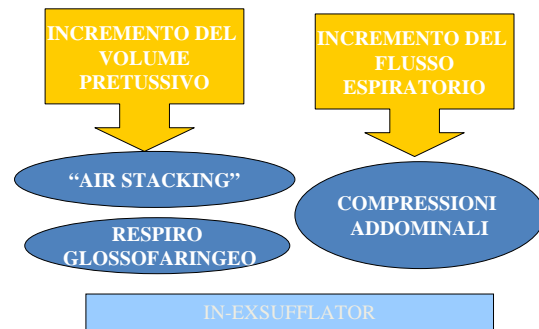 INCREMENTO DEL
VOLUME
PRETUSSIVO
INCREMENTO DEL
FLUSSO
ESPIRATORIO
“AIR STACKING”
RESPIRO
GLOSSOFARINGEO
COMPRESSIONI
ADDOMINALI
IN-EXSUFFLATOR